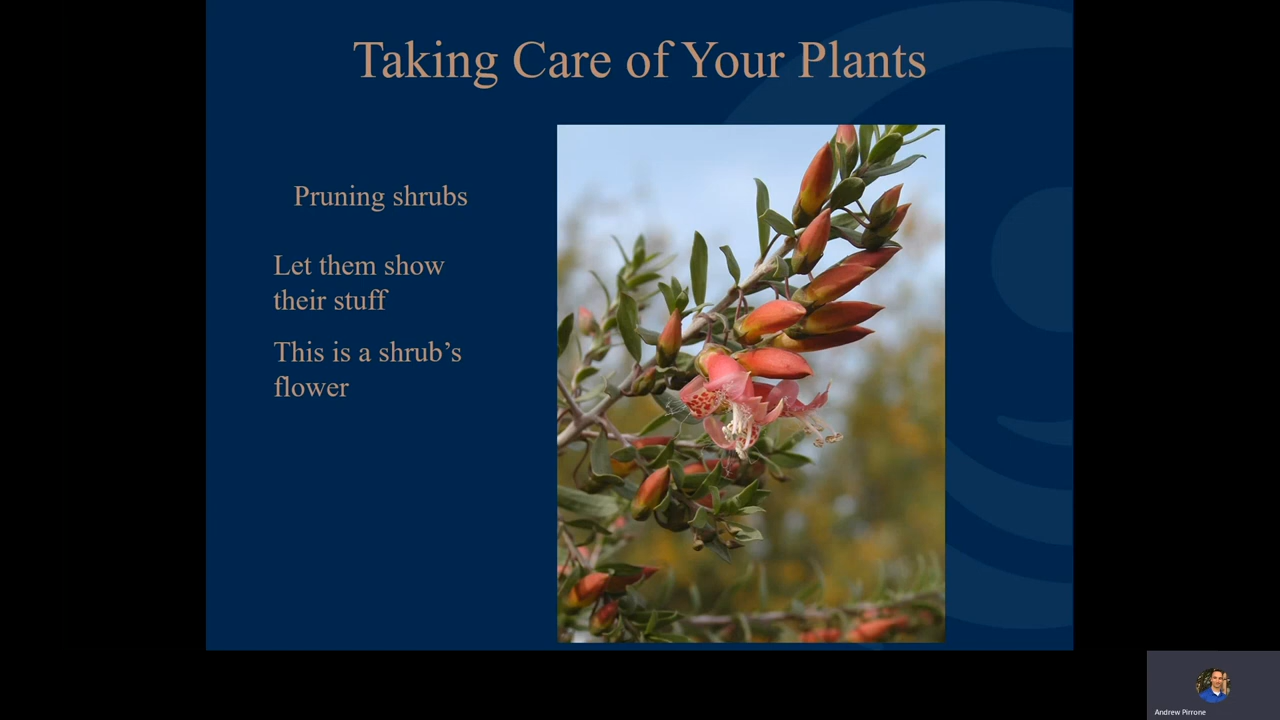 Taking Care of Your Plants
Pruning shrubs
Let them show
their stuff
This is a shrub’s
flower
Andrew Pirrone